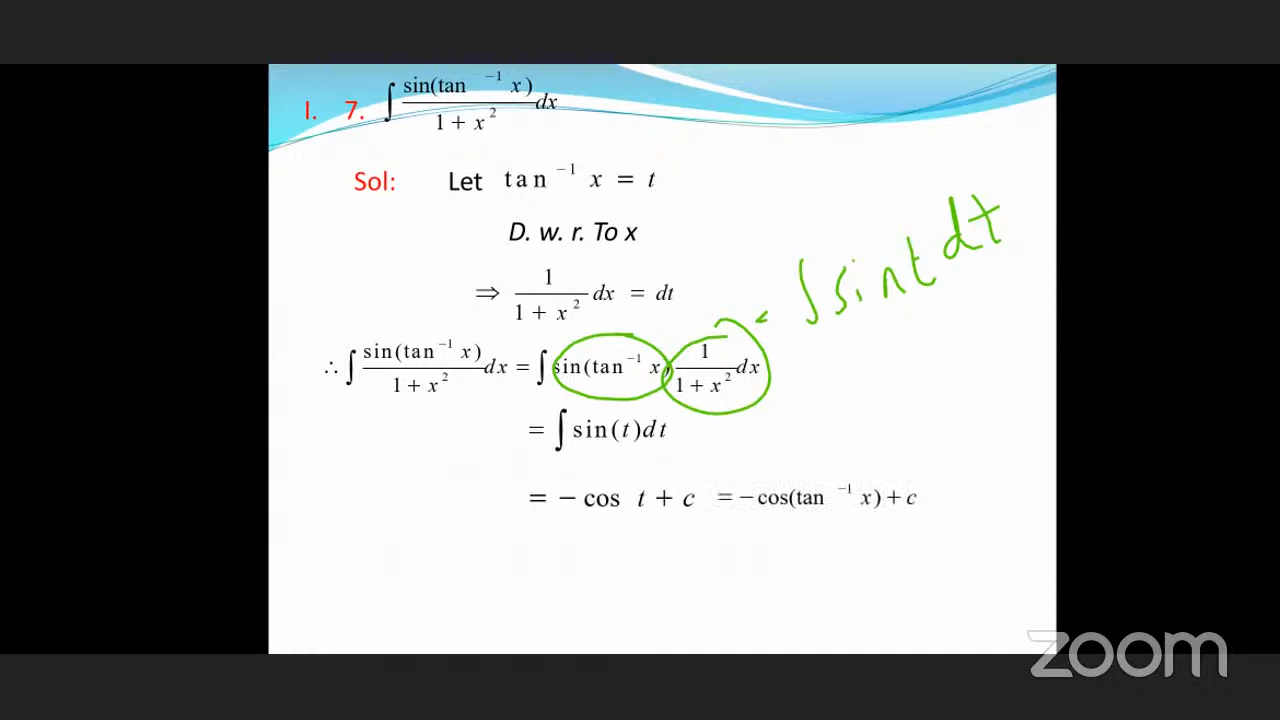 I. 7. ∫ sin(tan⁻¹ x)/(1 + x²) dx
Sol: Let tan⁻¹ x = t
D. w. r. To x
⇒ 1/(1 + x²) dx = dt
∫ sin t dt
∴ ∫ sin(tan⁻¹ x)/(1 + x²) dx = ∫ sin(tan⁻¹ x) 1/(1 + x²) dx
= ∫ sin(t)dt
= − cos t + c = − cos(tan⁻¹ x) + c
zoom